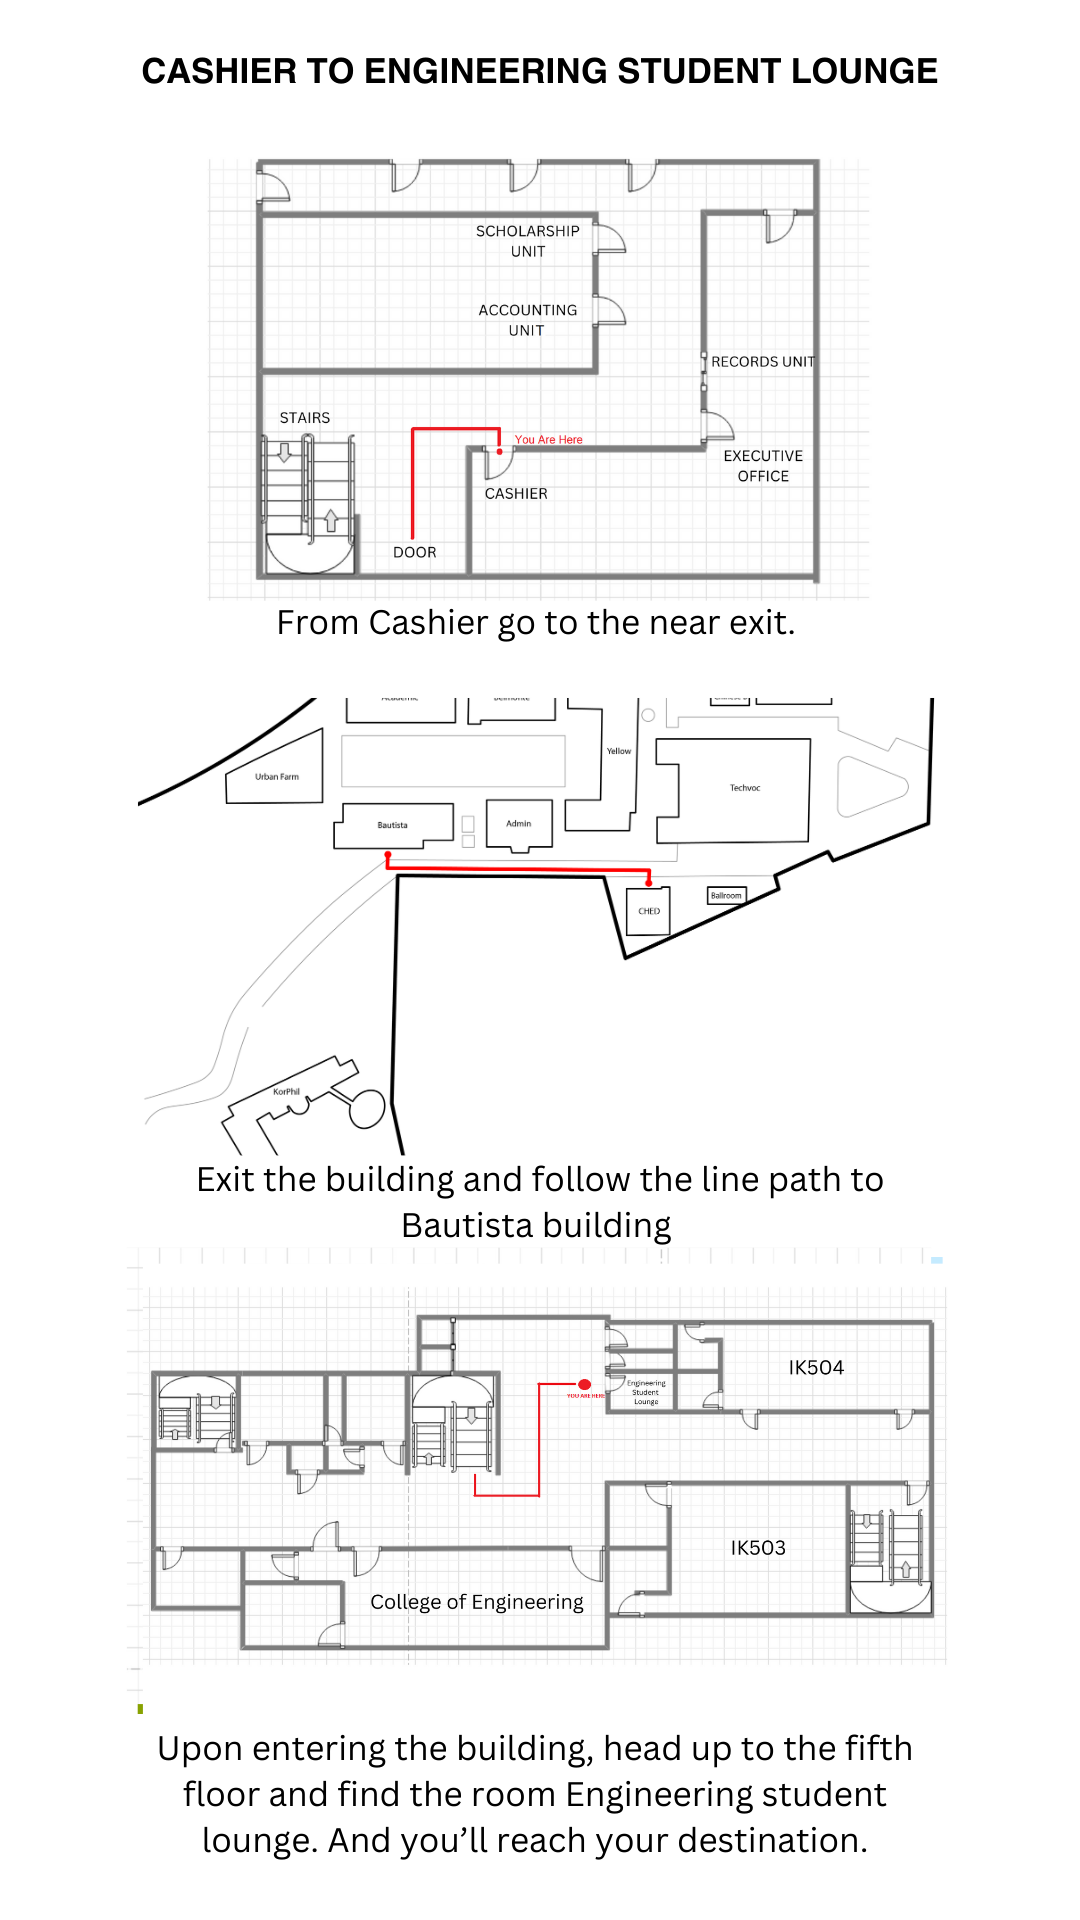 CASHIER TO ENGINEERING STUDENT LOUNGE
SCHOLARSHIP
UNIT
ACCOUNTING
UNIT
RECORDS UNIT
STAIRS
You Are Here
EXECUTIVE
OFFICE
CASHIER
DOOR
From Cashier go to the near exit.
Urban Farm
Yellow
Techvoc
Bautista
Admin
Ballroom
CHED
KorPhil
Exit the building and follow the line path to
Bautista building
IK504
Engineering
Student
Lounge
YOU ARE HERE
IK503
College of Engineering
Upon entering the building, head up to the fifth
floor and find the room Engineering student
lounge. And you’ll reach your destination.